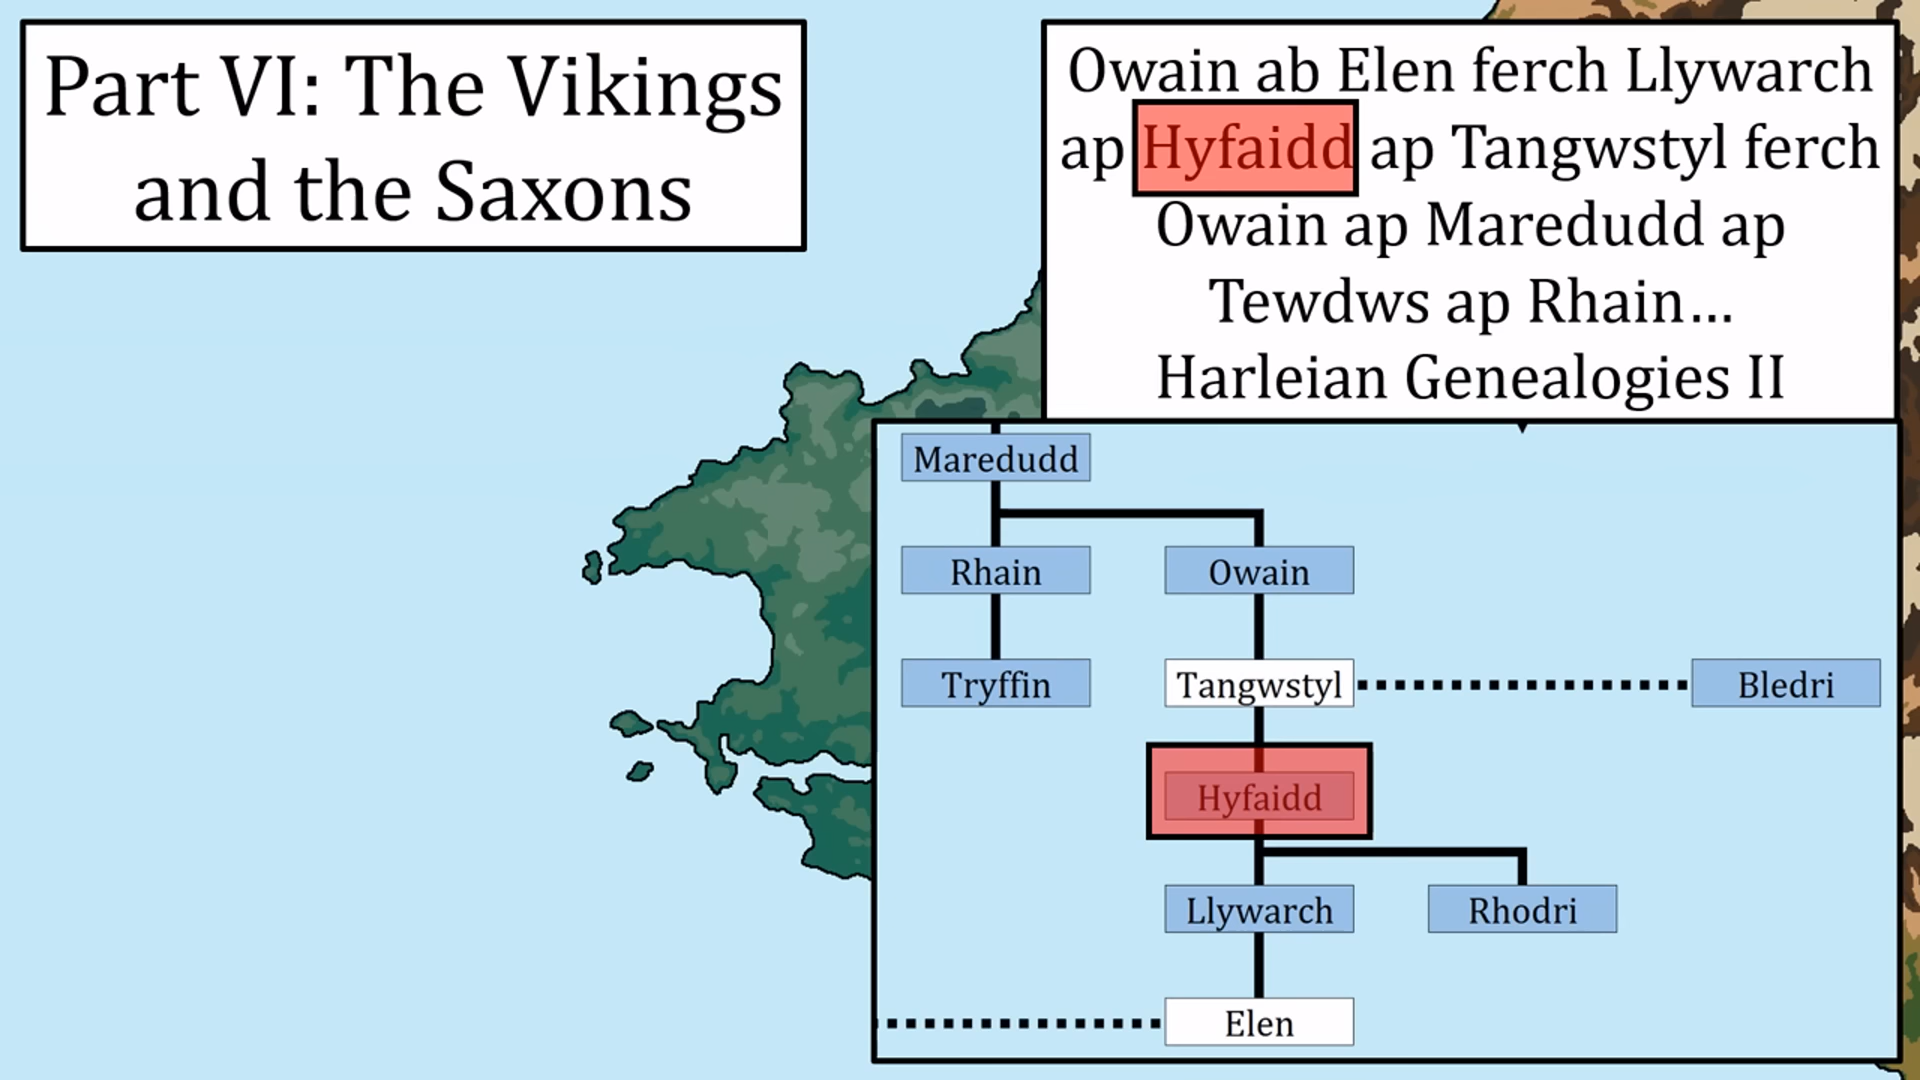 Part VI: The Vikings
and the Saxons
Owain ab Elen ferch Llywarch
ap Hyfaidd ap Tangwstyl ferch
Owain ap Maredudd ap
Tewdws ap Rhain...
Harleian Genealogies II
Maredudd
Rhain
Owain
Tryffin
Tangwstyl
Bledri
Hyfaidd
Llywarch
Rhodri
Elen